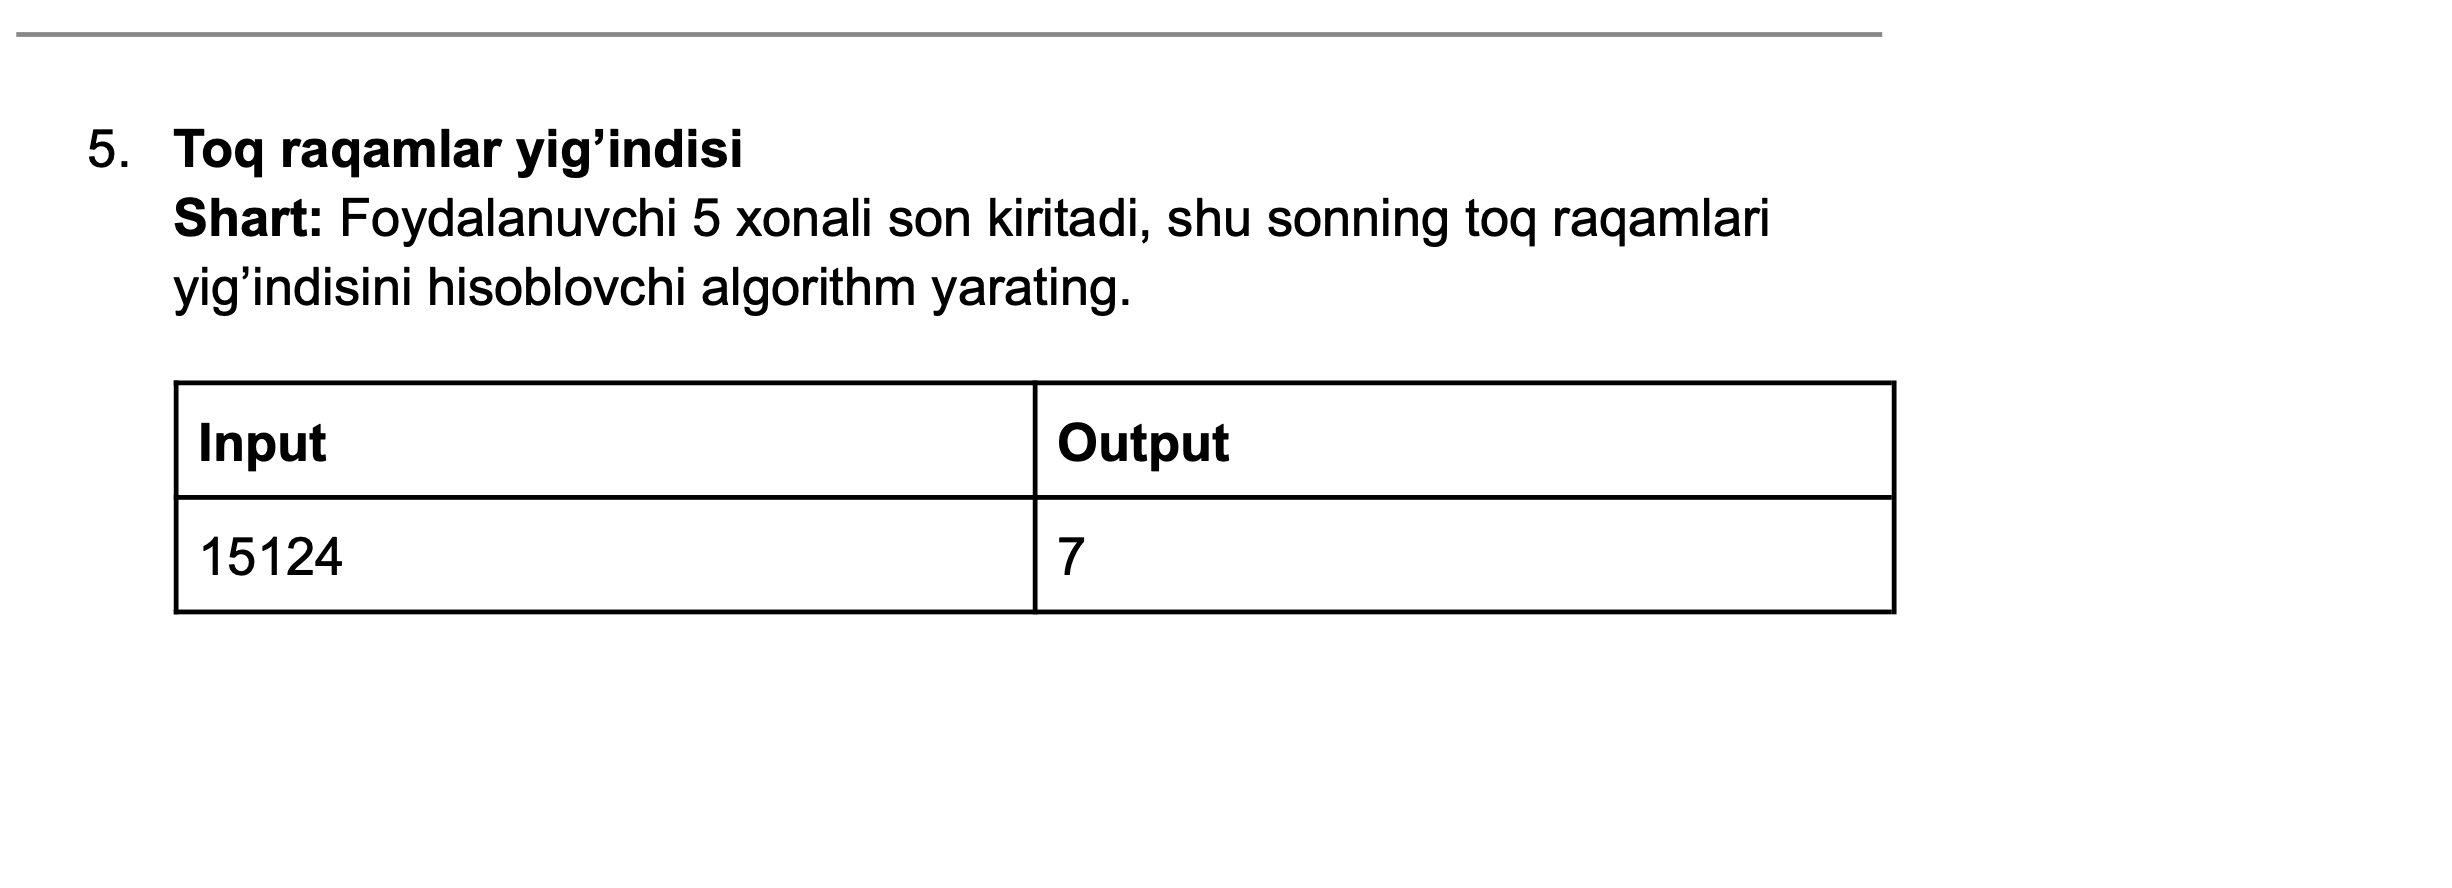 5. Toq raqamlar yig’indisi
Shart: Foydalanuvchi 5 xonali son kiritadi, shu sonning toq raqamlari
yig’indisini hisoblovchi algorithm yarating.
Input Output
15124 7